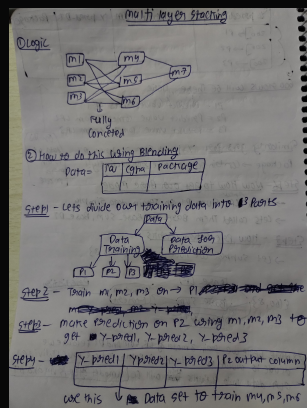 multi layer stacking
① Logic
m1 m4
m2 m5 m7
m3 m6
Fully
Conceted
② How to do this using Blending
Data= IQ Cgpa Package
Step1 - Lets divide our training data into 3 Parts
Data
Data Training Data for Prediction
P1 P2 P3
Step2 - Train m1, m2, m3 on → P1
Step3 - make Prediction on P2 using m1, m2, m3 to
get Y-pred1, Y-pred2, Y-pred3
Step4 Y-pred1 Ypred2 Y-pred3 P2 output column
use this Data set to train m4, m5, m6